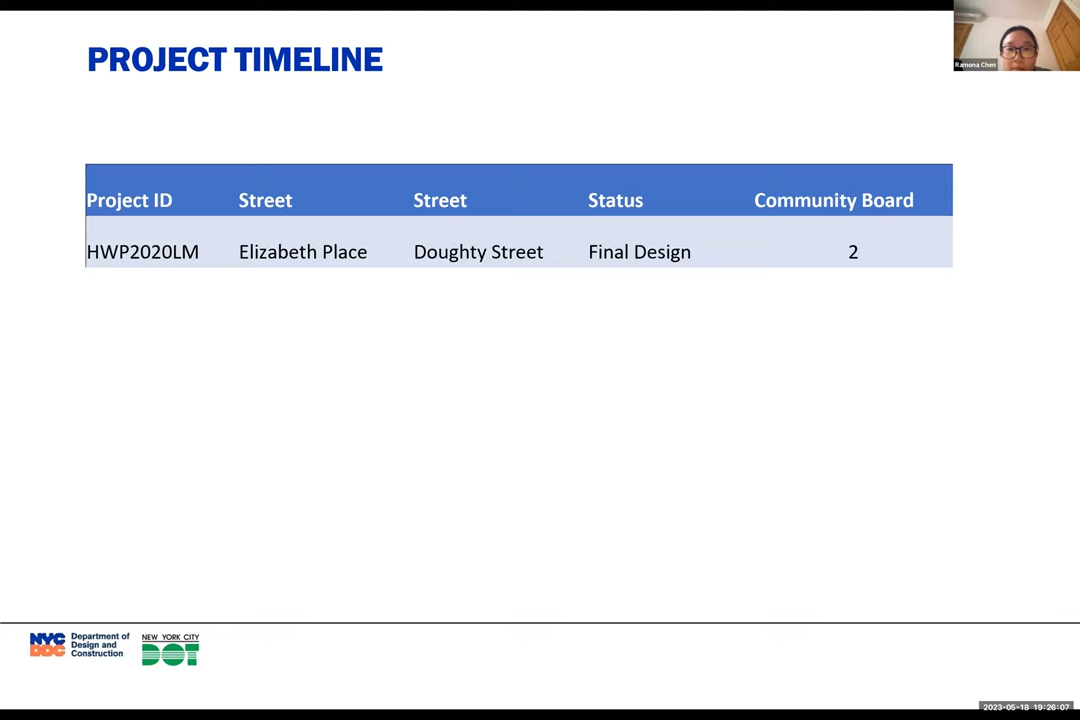 PROJECT TIMELINE
Ramona Chen
Project ID Street Street Status Community Board
HWP2020LM Elizabeth Place Doughty Street Final Design 2
NYC DDC
Department of
Design and
Construction
NEW YORK CITY
DOT
2023-05-18 19:26:07